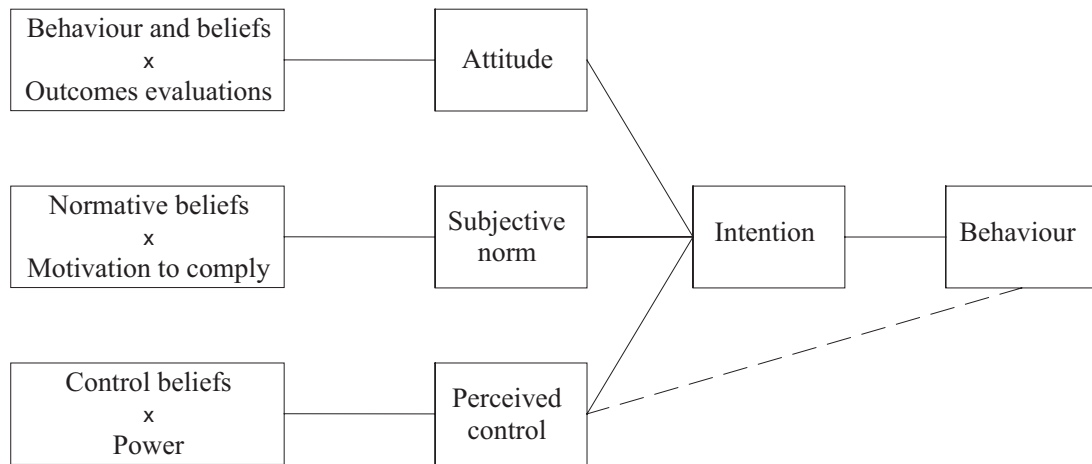 Behaviour and beliefs
x
Outcomes evaluations
Attitude
Normative beliefs
x
Motivation to comply
Subjective
norm
Intention
Behaviour
Control beliefs
x
Power
Perceived
control